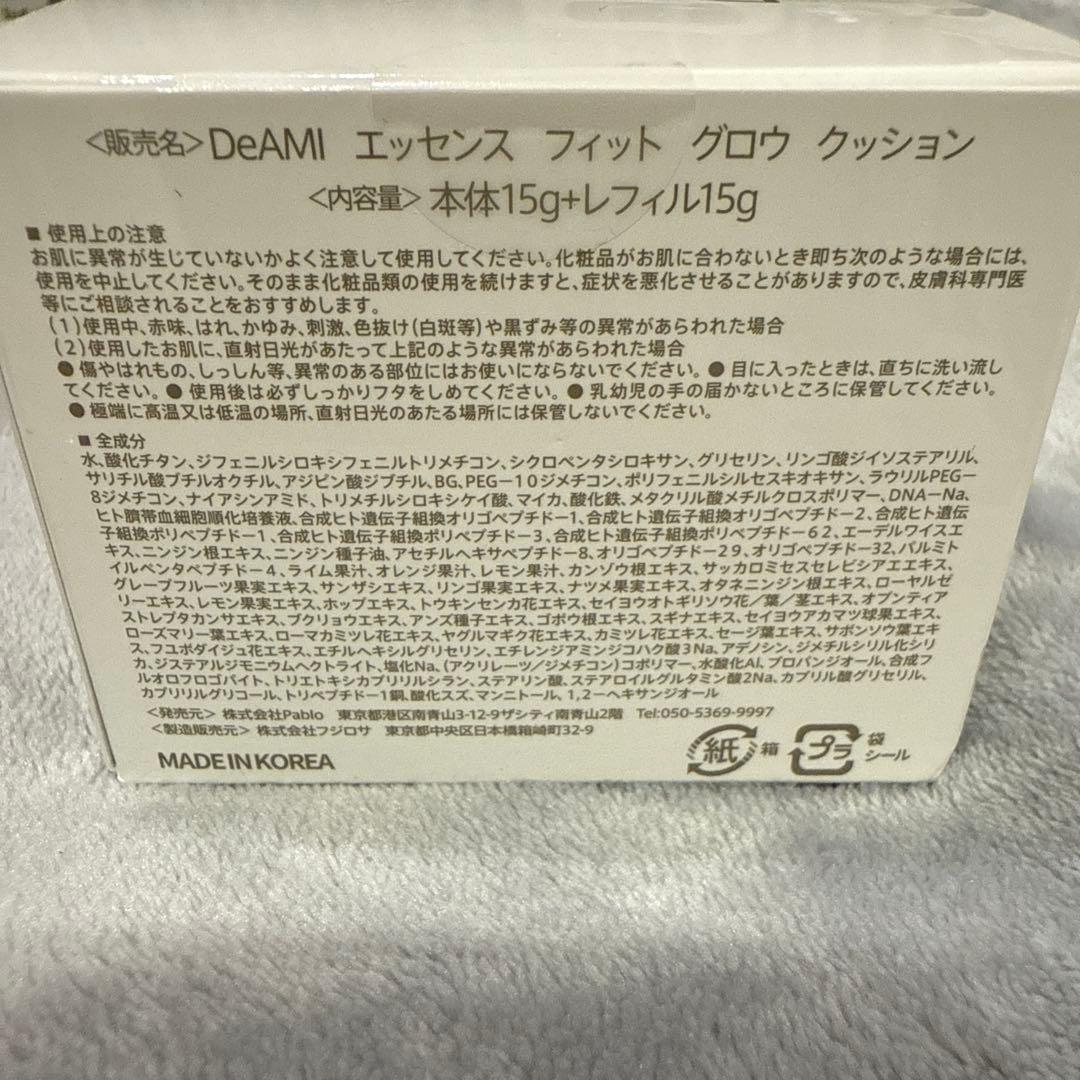 <販売名>DeAMI エッセンス フィット グロウ クッション
<内容量> 本体15g+レフィル15g
■ 使用上の注意
お肌に異常が生じていないかよく注意して使用してください。化粧品がお肌に合わないとき即ち次のような場合には、
使用を中止してください。そのまま化粧品類の使用を続けますと、症状を悪化させることがありますので、皮膚科専門医
等にご相談されることをおすすめします。
(1)使用中、赤味、はれ、かゆみ、刺激、色抜け(白斑等)や黒ずみ等の異常があらわれた場合
(2)使用したお肌に、直射日光があたって上記のような異常があらわれた場合
● 傷やはれもの、しっしん等、異常のある部位にはお使いにならないでください。● 目に入ったときは、直ちに洗い流し
てください。● 使用後は必ずしっかりフタをしめてください。● 乳幼児の手の届かないところに保管してください。
● 極端に高温又は低温の場所、直射日光のあたる場所には保管しないでください。
■ 全成分
水、酸化チタン、ジフェニルシロキシフェニルトリメチコン、シクロペンタシロキサン、グリセリン、リンゴ酸ジイソステアリル、
サリチル酸ブチルオクチル、アジピン酸ジブチル、BG、PEG－10ジメチコン、ポリフェニルシルセスキオキサン、ラウリルPEG－
8ジメチコン、ナイアシンアミド、トリメチルシロキシケイ酸、マイカ、酸化鉄、メタクリル酸メチルクロスポリマー、DNA－Na、
ヒト臍帯血細胞順化培養液、合成ヒト遺伝子組換オリゴペプチドー1、合成ヒト遺伝子組換オリゴペプチドー2、合成ヒト遺伝
子組換ポリペプチドー1、合成ヒト遺伝子組換ポリペプチドー3、合成ヒト遺伝子組換ポリペプチドー62、エーデルワイスエ
キス、ニンジン根エキス、ニンジン種子油、アセチルヘキサペプチドー8、オリゴペプチドー29、オリゴペプチドー32、パルミト
イルペンタペプチドー4、ライム果汁、オレンジ果汁、レモン果汁、カンゾウ根エキス、サッカロミセスセレビシアエエキス、
グレープフルーツ果実エキス、サンザシエキス、リンゴ果実エキス、ナツメ果実エキス、オタネニンジン根エキス、ローヤルゼ
リーエキス、レモン果実エキス、ホップエキス、トウキンセンカ花エキス、セイヨウオトギリソウ花／葉／茎エキス、オプンティア
ストレプタカンサエキス、ブクリョウエキス、アンズ種子エキス、ゴボウ根エキス、スギナエキス、セイヨウアカマツ球果エキス、
ローズマリー葉エキス、ローマカミツレ花エキス、ヤグルマギク花エキス、カミツレ花エキス、セージ葉エキス、サボンソウ葉エキ
ス、フユボダイジュ花エキス、エチルヘキシルグリセリン、エチレンジアミンジコハク酸3Na、アデノシン、ジメチルシリル化シリ
カ、ジステアルジモニウムヘクトライト、塩化Na、(アクリレーツ／ジメチコン)コポリマー、水酸化Al、プロパンジオール、合成フ
ルオロフロゴパイト、トリエトキシカプリリルシラン、ステアリン酸、ステアロイルグルタミン酸2Na、カプリル酸グリセリル、
カプリリルグリコール、トリペプチドー1銅、酸化スズ、マンニトール、1,2－ヘキサンジオール
<発売元> 株式会社Pablo 東京都港区南青山3-12-9ザシティ南青山2階 Tel:050-5369-9997
<製造販売元> 株式会社フジロサ 東京都中央区日本橋箱崎町32-9
MADE IN KOREA
紙 箱 プラ 袋
シール